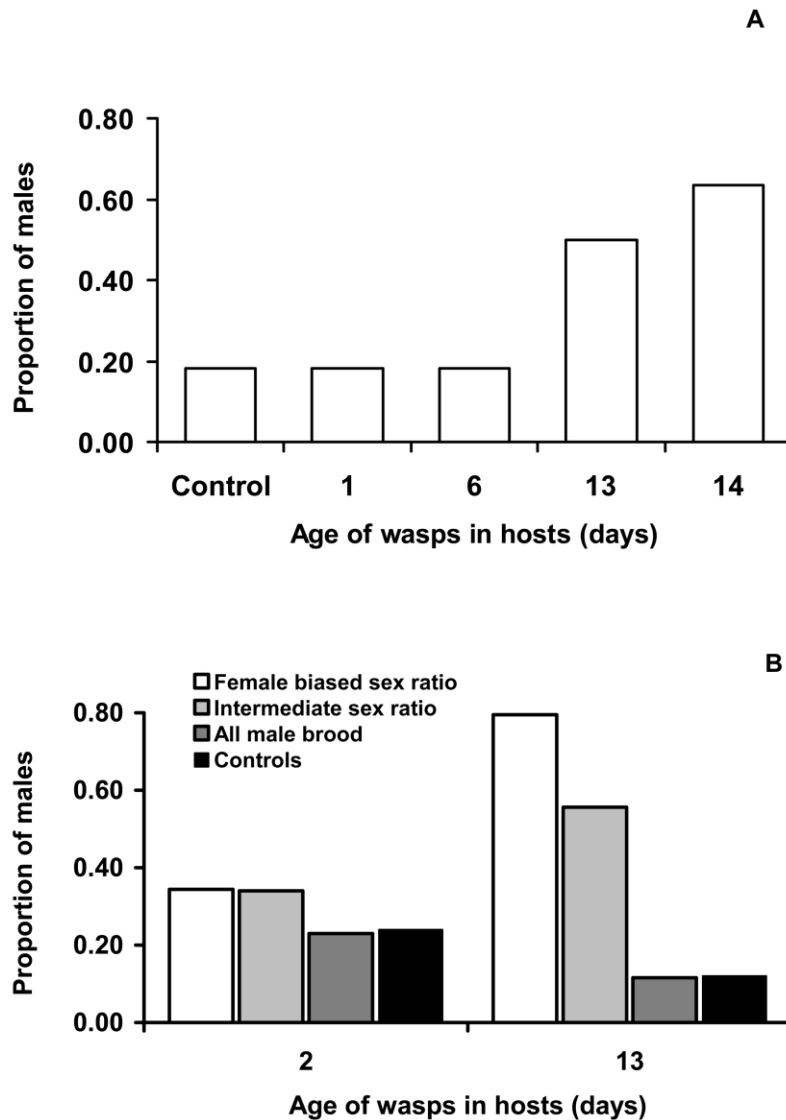 A
Proportion of males
0.80
0.60
0.40
0.20
0.00
Control 1 6 13 14
Age of wasps in hosts (days)
B
Female biased sex ratio
Intermediate sex ratio
All male brood
Controls
Proportion of males
0.80
0.60
0.40
0.20
0.00
2 13
Age of wasps in hosts (days)